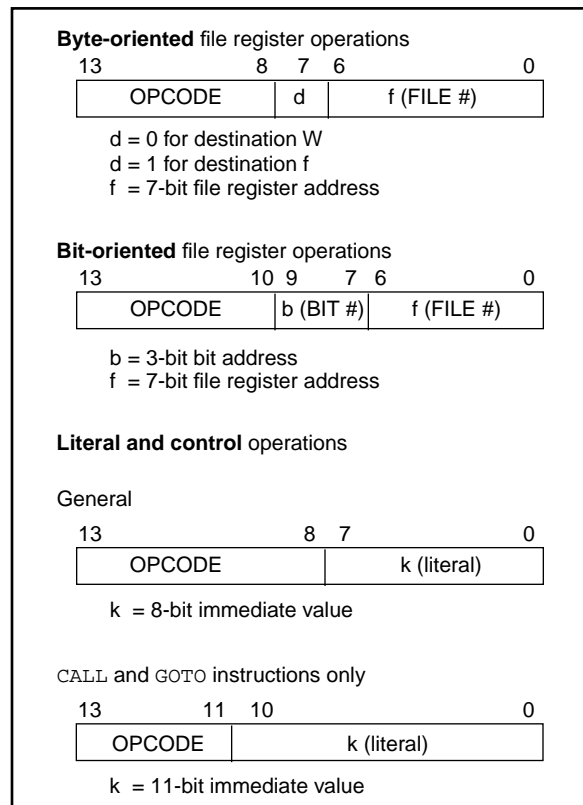 Byte-oriented file register operations
13 8 7 6 0
OPCODE d f (FILE #)
d = 0 for destination W
d = 1 for destination f
f = 7-bit file register address
Bit-oriented file register operations
13 10 9 7 6 0
OPCODE b (BIT #) f (FILE #)
b = 3-bit bit address
f = 7-bit file register address
Literal and control operations
General
13 8 7 0
OPCODE k (literal)
k = 8-bit immediate value
CALL and GOTO instructions only
13 11 10 0
OPCODE k (literal)
k = 11-bit immediate value